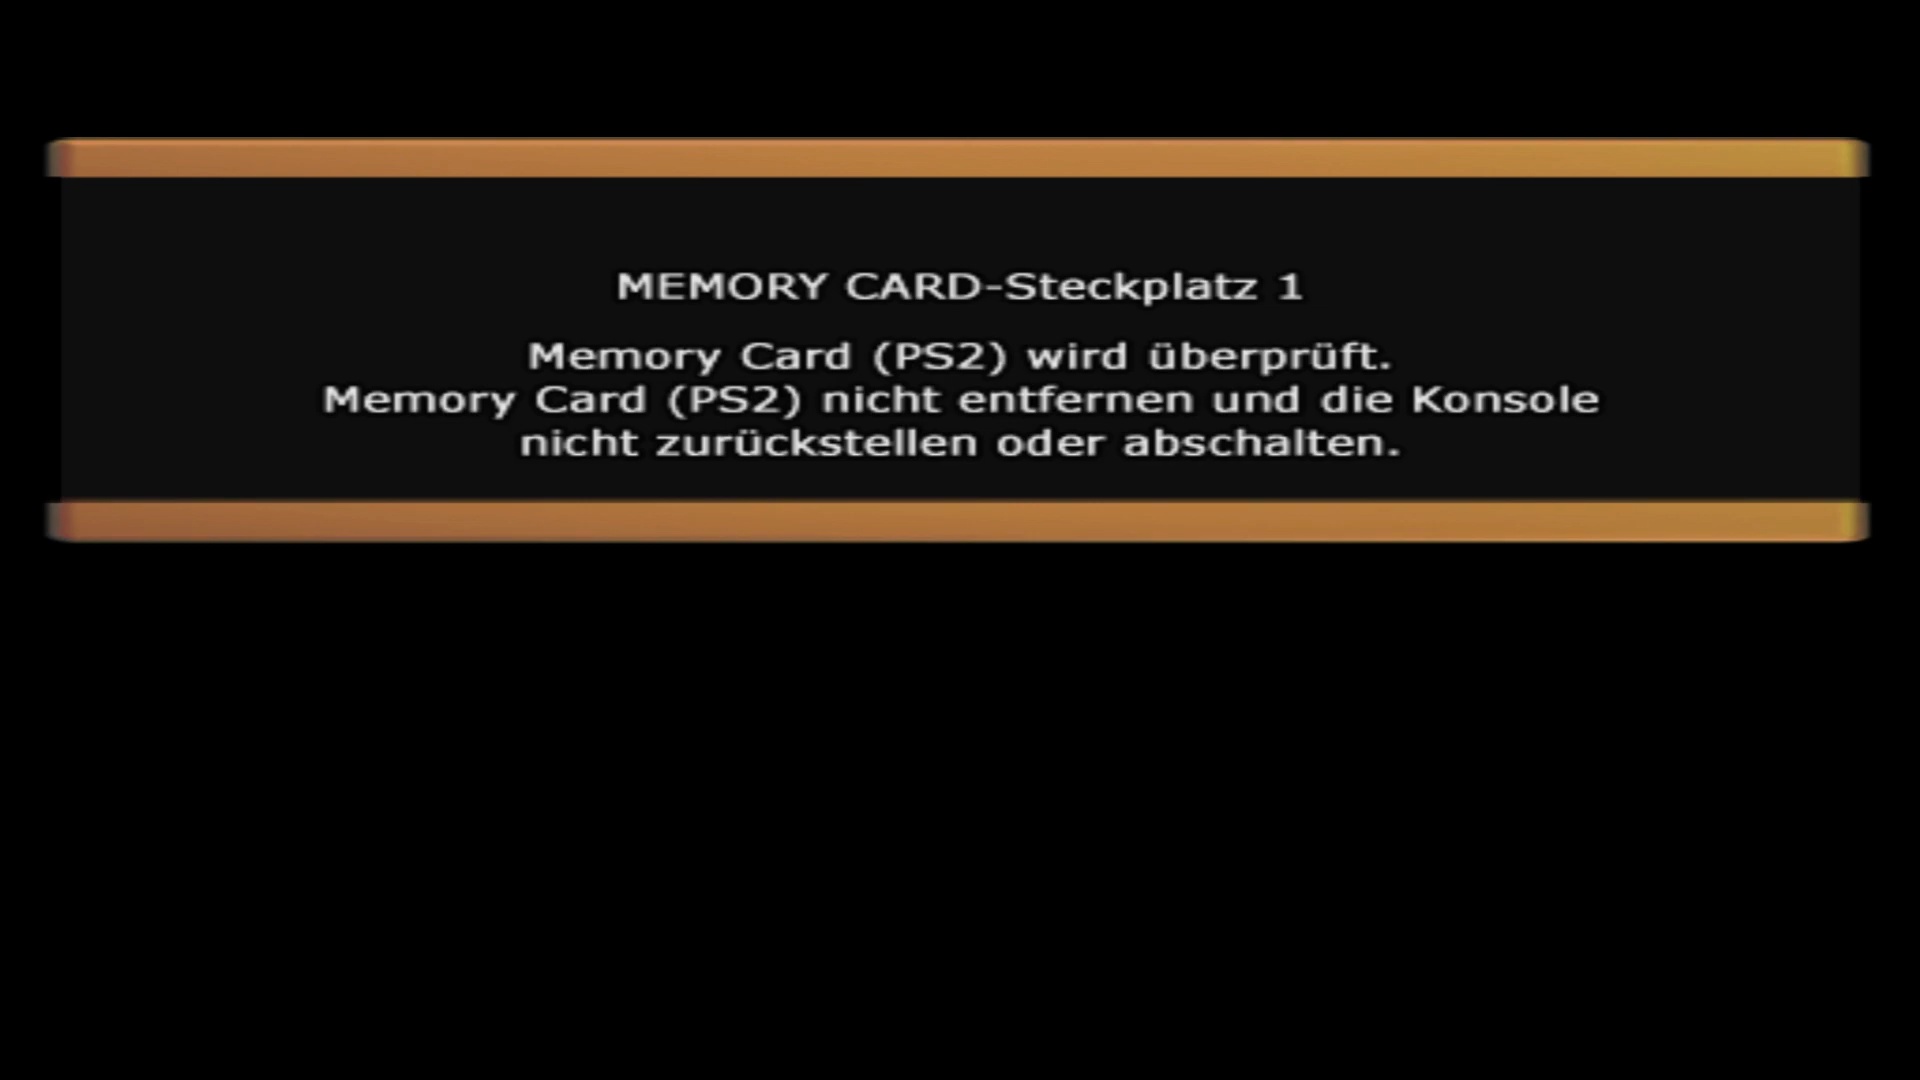 MEMORY CARD-Steckplatz 1
Memory Card (PS2) wird überprüft.
Memory Card (PS2) nicht entfernen und die Konsole
nicht zurückstellen oder abschalten.